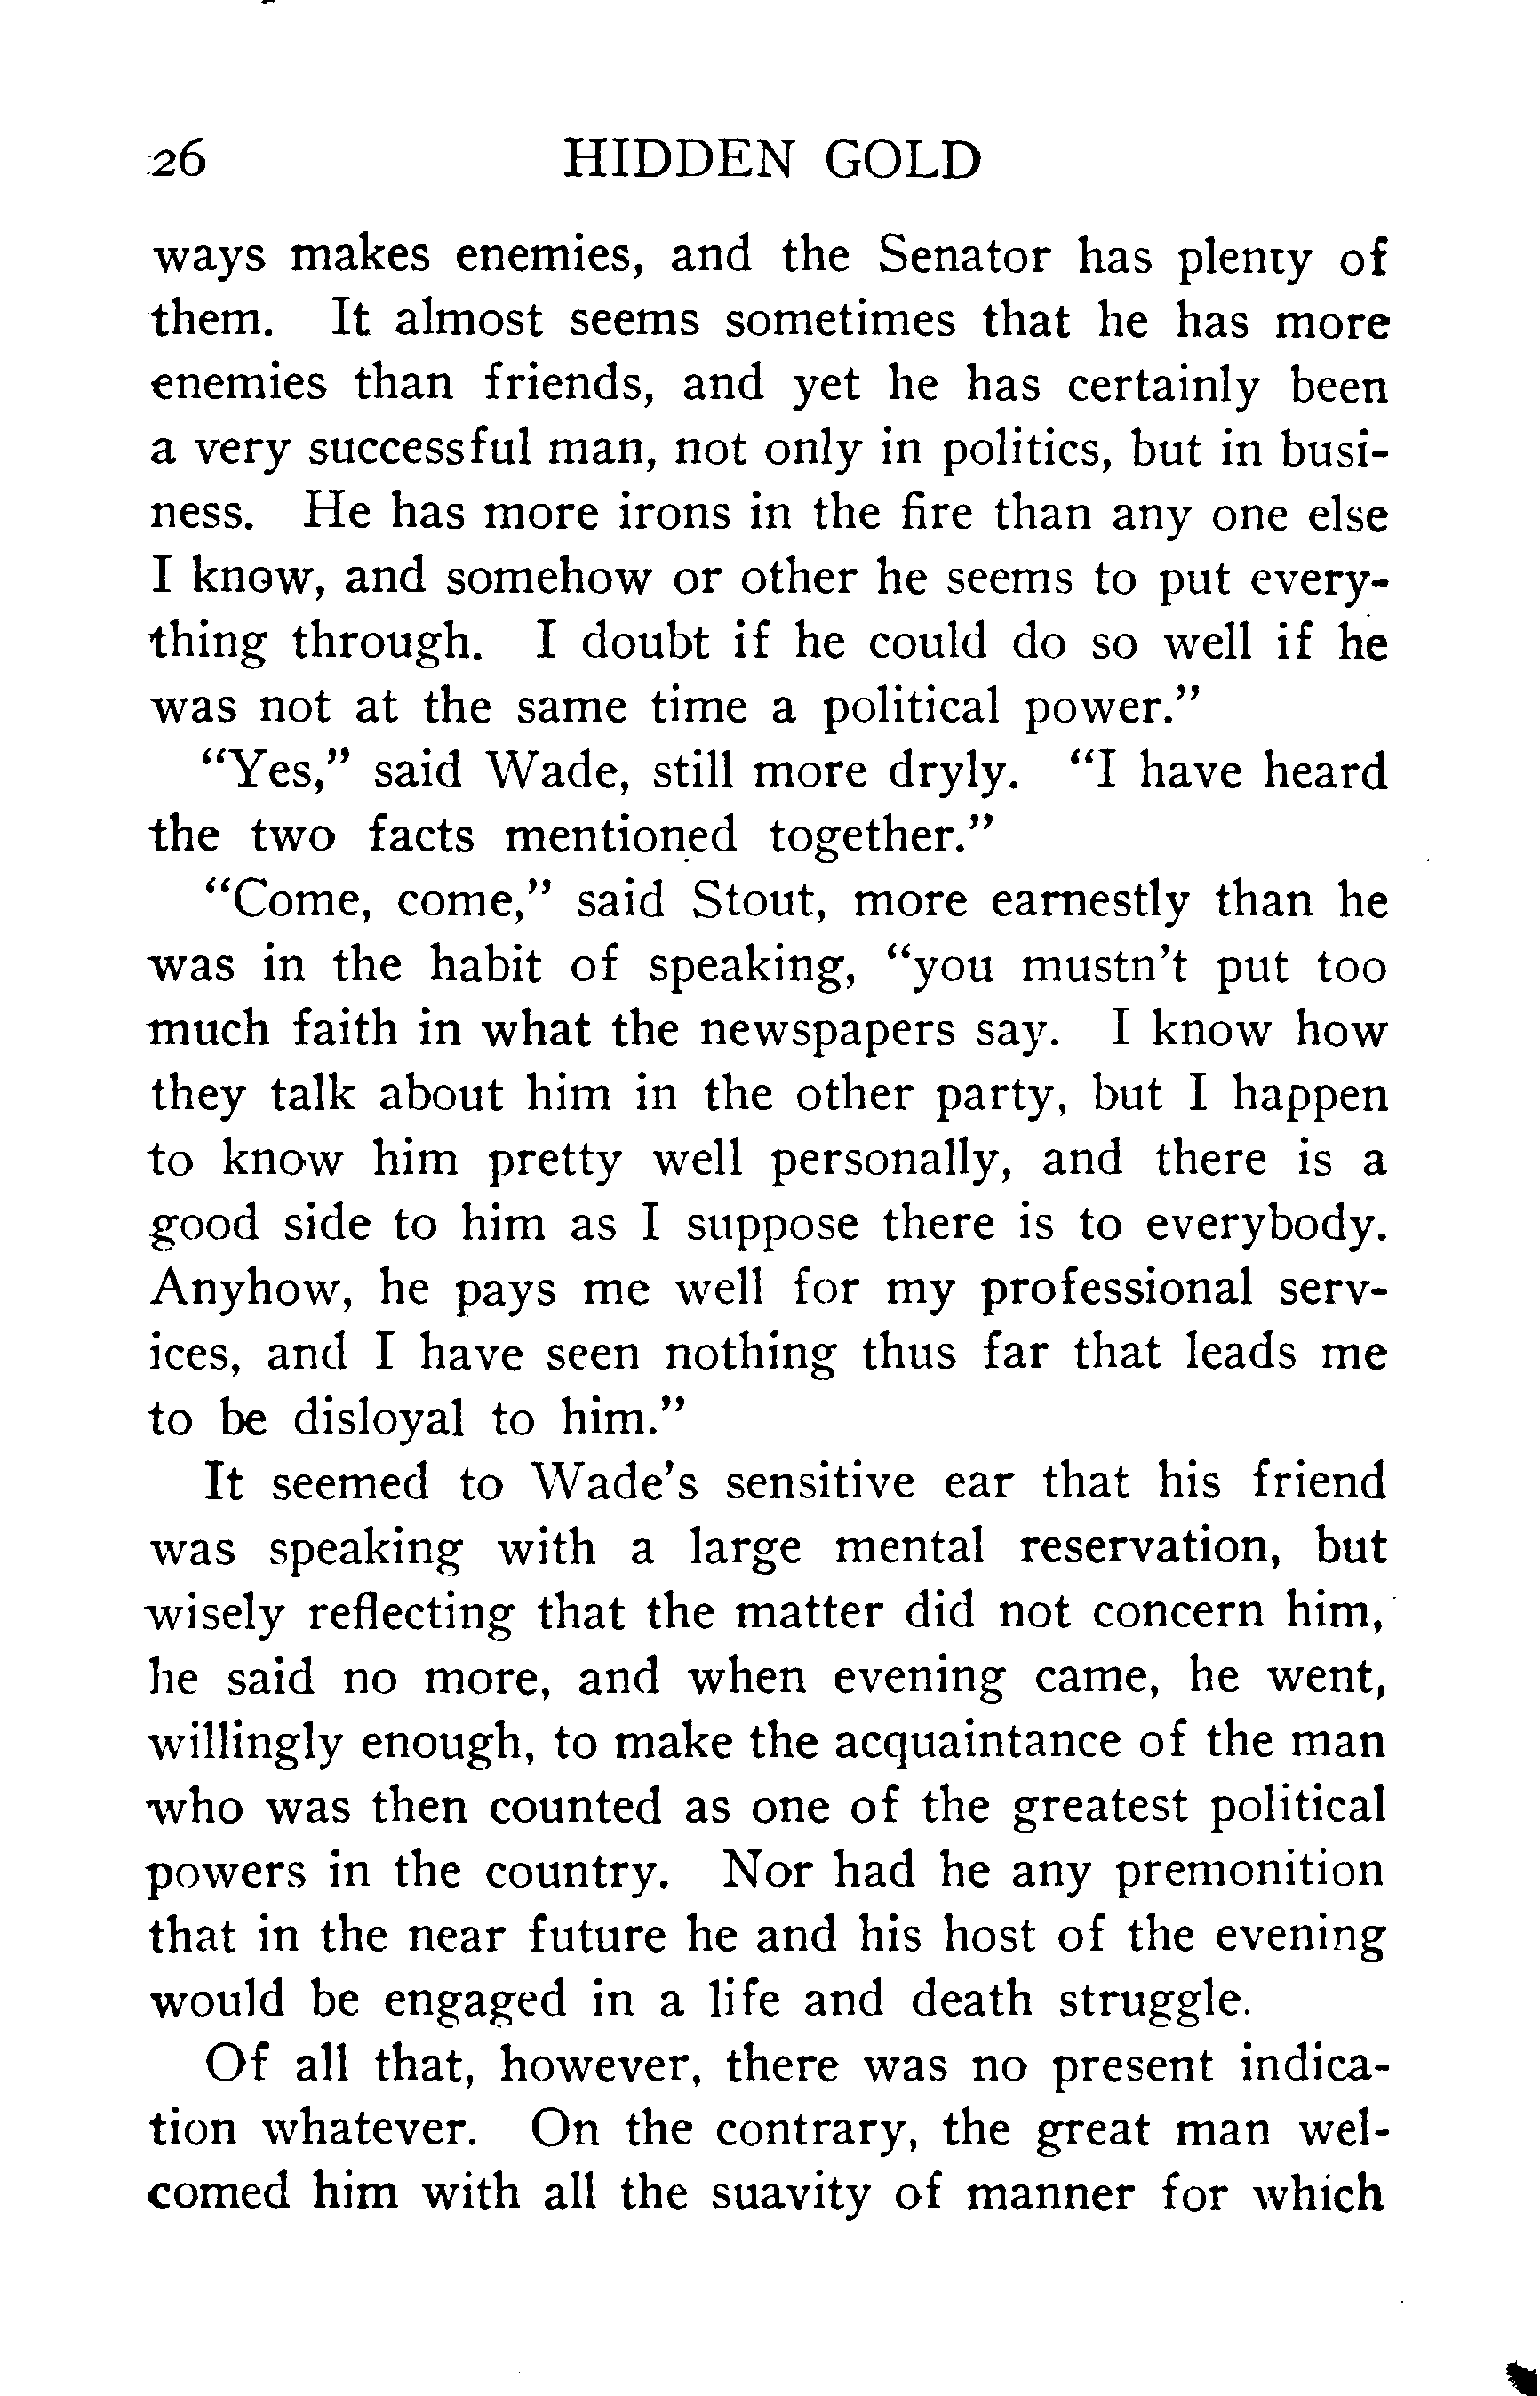 26 HIDDEN GOLD
ways makes enemies, and the Senator has plenty of
them. It almost seems sometimes that he has more
enemies than friends, and yet he has certainly been
a very successful man, not only in politics, but in busi-
ness. He has more irons in the fire than any one else
I know, and somehow or other he seems to put every-
thing through. I doubt if he could do so well if he
was not at the same time a political power."
"Yes," said Wade, still more dryly. "I have heard
the two facts mentioned together."
"Come, come," said Stout, more earnestly than he
was in the habit of speaking, "you mustn't put too
much faith in what the newspapers say. I know how
they talk about him in the other party, but I happen
to know him pretty well personally, and there is a
good side to him as I suppose there is to everybody.
Anyhow, he pays me well for my professional serv-
ices, and I have seen nothing thus far that leads me
to be disloyal to him."
It seemed to Wade's sensitive ear that his friend
was speaking with a large mental reservation, but
wisely reflecting that the matter did not concern him,
he said no more, and when evening came, he went,
willingly enough, to make the acquaintance of the man
who was then counted as one of the greatest political
powers in the country. Nor had he any premonition
that in the near future he and his host of the evening
would be engaged in a life and death struggle.
Of all that, however, there was no present indica-
tion whatever. On the contrary, the great man wel-
comed him with all the suavity of manner for which